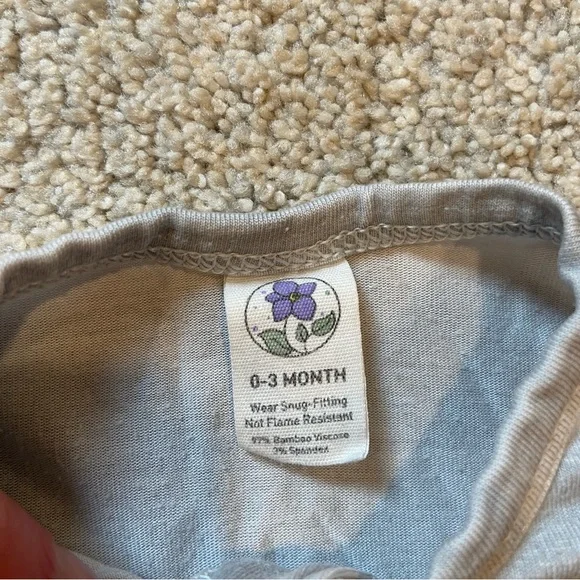 0-3 MONTH
Wear Snug-Fitting
Not Flame Resistant
97% Bamboo Viscose
3% Spandex